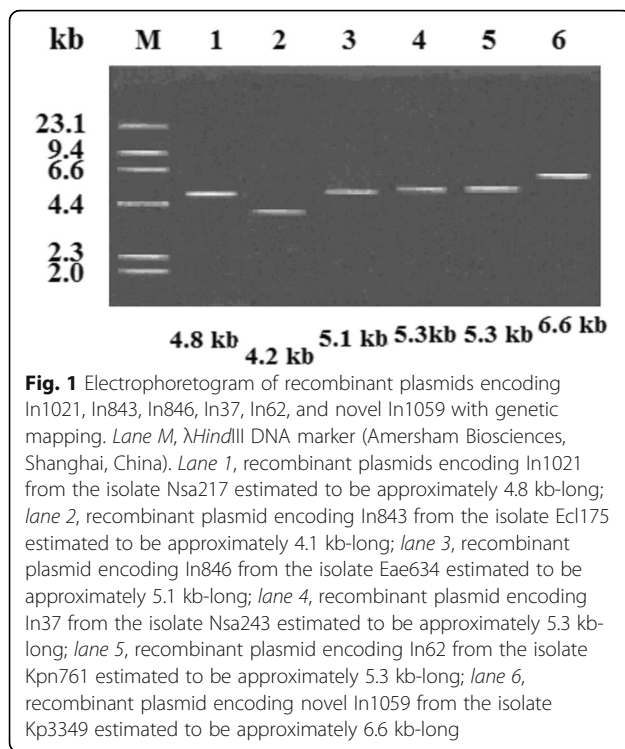 kb M 1 2 3 4 5 6
23.1
9.4
6.6
4.4
2.3
2.0
4.8 kb 4.2 kb 5.1 kb 5.3kb 5.3 kb 6.6 kb
Fig. 1 Electrophoretogram of recombinant plasmids encoding
In1021, In843, In846, In37, In62, and novel In1059 with genetic
mapping. Lane M, λHindIII DNA marker (Amersham Biosciences,
Shanghai, China). Lane 1, recombinant plasmids encoding In1021
from the isolate Nsa217 estimated to be approximately 4.8 kb-long;
lane 2, recombinant plasmid encoding In843 from the isolate Ecl175
estimated to be approximately 4.1 kb-long; lane 3, recombinant
plasmid encoding In846 from the isolate Eae634 estimated to be
approximately 5.1 kb-long; lane 4, recombinant plasmid encoding
In37 from the isolate Nsa243 estimated to be approximately 5.3 kb-
long; lane 5, recombinant plasmid encoding In62 from the isolate
Kpn761 estimated to be approximately 5.3 kb-long; lane 6,
recombinant plasmid encoding novel In1059 from the isolate
Kp3349 estimated to be approximately 6.6 kb-long